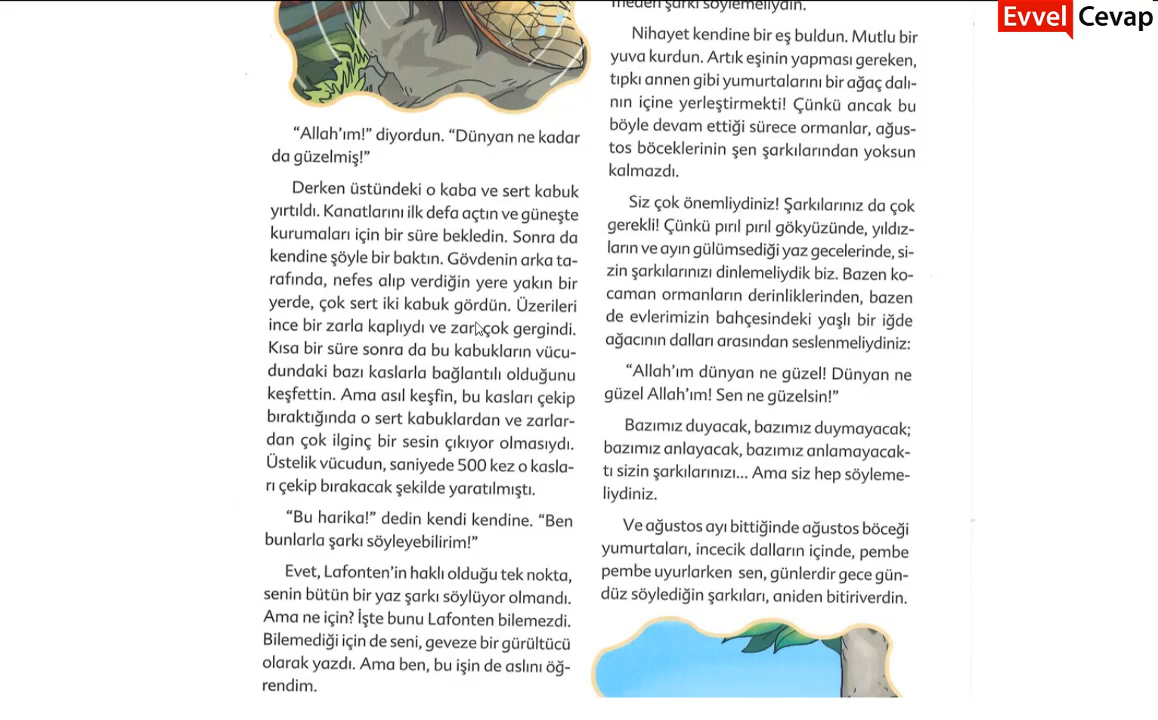 Evvel Cevap
"Allah'ım!" diyordun. "Dünyan ne kadar
da güzelmiş!"
Derken üstündeki o kaba ve sert kabuk
yırtıldı. Kanatlarını ilk defa açtın ve güneşte
kurumaları için bir süre bekledin. Sonra da
kendine şöyle bir baktın. Gövdenin arka ta-
rafında, nefes alıp verdiğin yere yakın bir
yerde, çok sert iki kabuk gördün. Üzerileri
ince bir zarla kaplıydı ve zar çok gergindi.
Kısa bir süre sonra da bu kabukların vücu-
dundaki bazı kaslarla bağlantılı olduğunu
keşfettin. Ama asıl keşfin, bu kasları çekip
bıraktığında o sert kabuklardan ve zarlar-
dan çok ilginç bir sesin çıkıyor olmasıydı.
Üstelik vücudun, saniyede 500 kez o kasla-
rı çekip bırakacak şekilde yaratılmıştı.
"Bu harika!" dedin kendi kendine. "Ben
bunlarla şarkı söyleyebilirim!"
Evet, Lafonten'in haklı olduğu tek nokta,
senin bütün bir yaz şarkı söylüyor olmandı.
Ama ne için? İşte bunu Lafonten bilemezdi.
Bilemediği için de seni, geveze bir gürültücü
olarak yazdı. Ama ben, bu işin de aslını öğ-
rendim.
meden şarkı söylemeliydin.
Nihayet kendine bir eş buldun. Mutlu bir
yuva kurdun. Artık eşinin yapması gereken,
tıpkı annen gibi yumurtalarını bir ağaç dalı-
nın içine yerleştirmekti! Çünkü ancak bu
böyle devam ettiği sürece ormanlar, ağus-
tos böceklerinin şen şarkılarından yoksun
kalmazdı.
Siz çok önemliydiniz! Şarkılarınız da çok
gerekli! Çünkü pırıl pırıl gökyüzünde, yıldız-
ların ve ayın gülümsediği yaz gecelerinde, si-
zin şarkılarınızı dinlemeliydik biz. Bazen ko-
caman ormanların derinliklerinden, bazen
de evlerimizin bahçesindeki yaşlı bir iğde
ağacının dalları arasından seslenmeliydiniz:
"Allah'ım dünyan ne güzel! Dünyan ne
güzel Allah'ım! Sen ne güzelsin!"
Bazımız duyacak, bazımız duymayacak;
bazımız anlayacak, bazımız anlamayacak-
tı sizin şarkılarınızı... Ama siz hep söyleme-
liydiniz.
Ve ağustos ayı bittiğinde ağustos böceği
yumurtaları, incecik dalların içinde, pembe
pembe uyurlarken sen, günlerdir gece gün-
düz söylediğin şarkıları, aniden bitiriverdin.